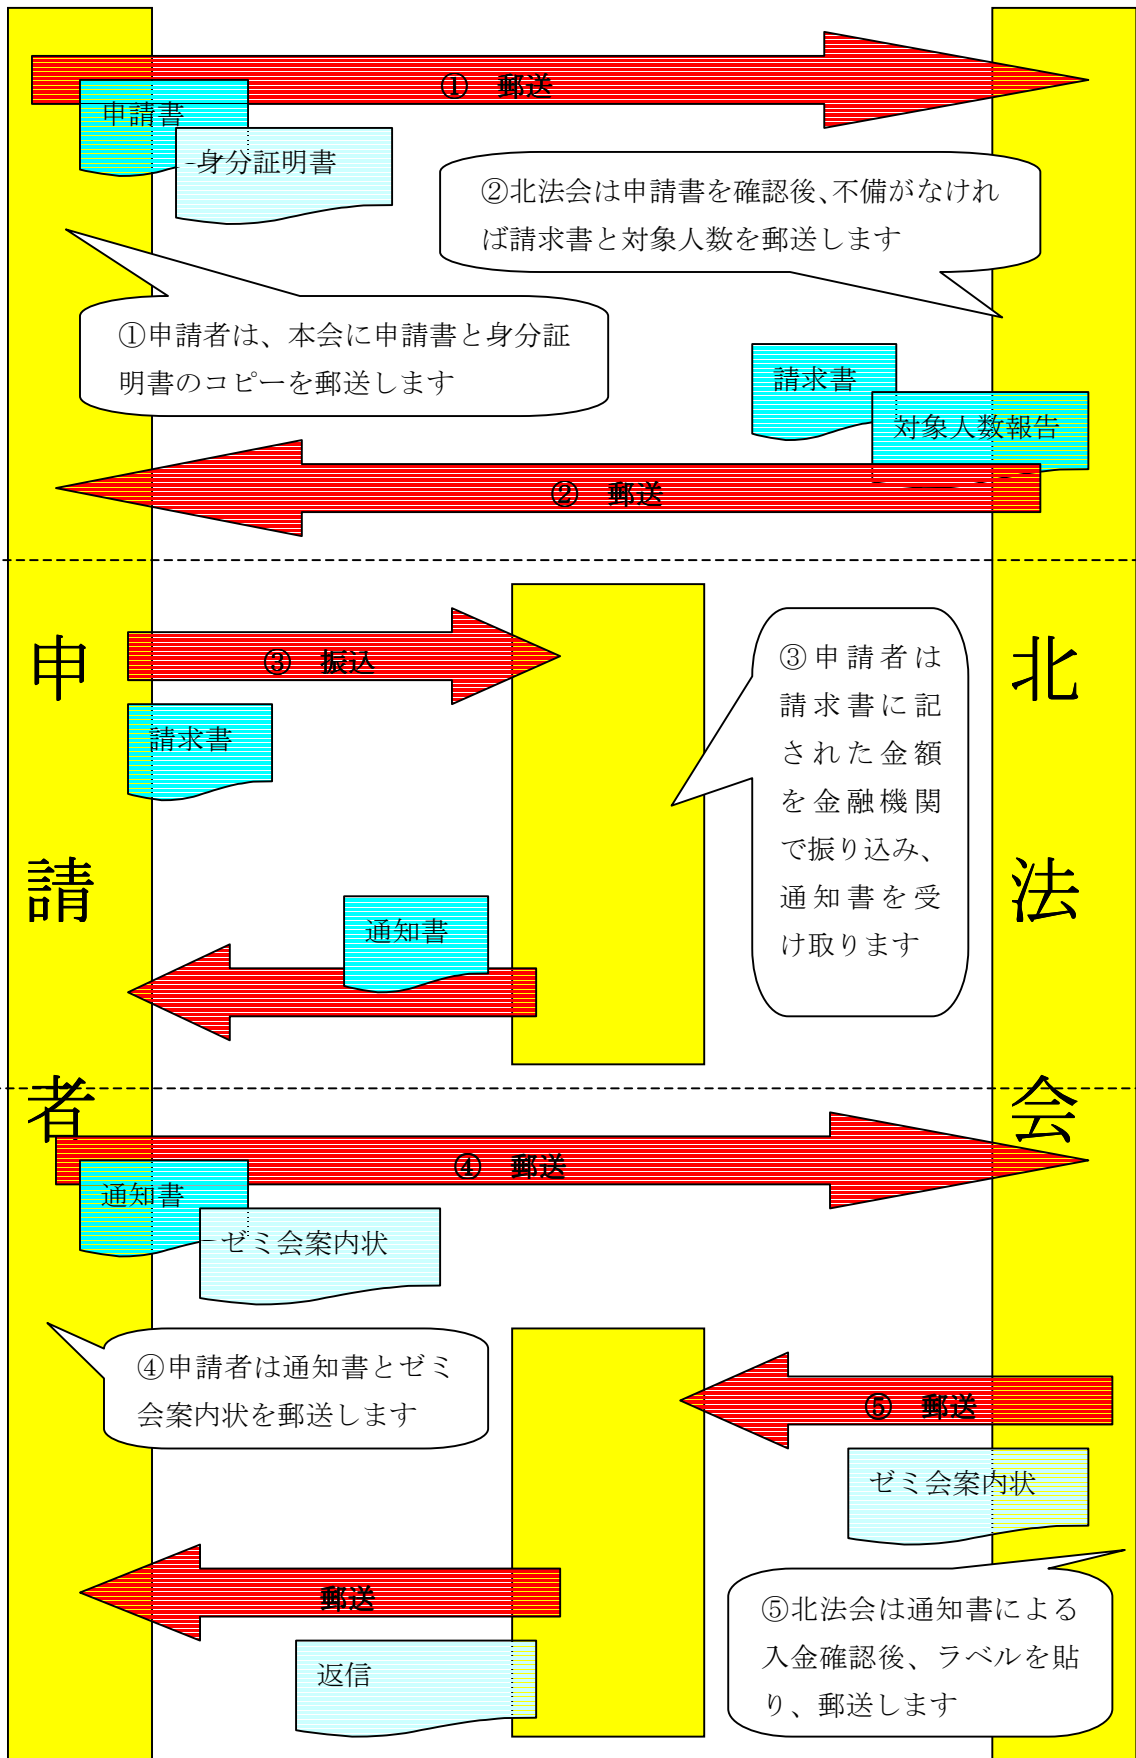 ① 郵送
申請書
身分証明書
②北法会は申請書を確認後、不備がなけれ
ば請求書と対象人数を郵送します
①申請者は、本会に申請書と身分証
明書のコピーを郵送します
請求書
対象人数報告
② 郵送
申請者
北法会
③ 振込
請求書
③申請者は
請求書に記
された金額
を金融機関
で振り込み、
通知書を受
け取ります
通知書
④ 郵送
通知書
ゼミ会案内状
④申請者は通知書とゼミ
会案内状を郵送します
⑤ 郵送
ゼミ会案内状
郵送
⑤北法会は通知書による
入金確認後、ラベルを貼
り、郵送します
返信